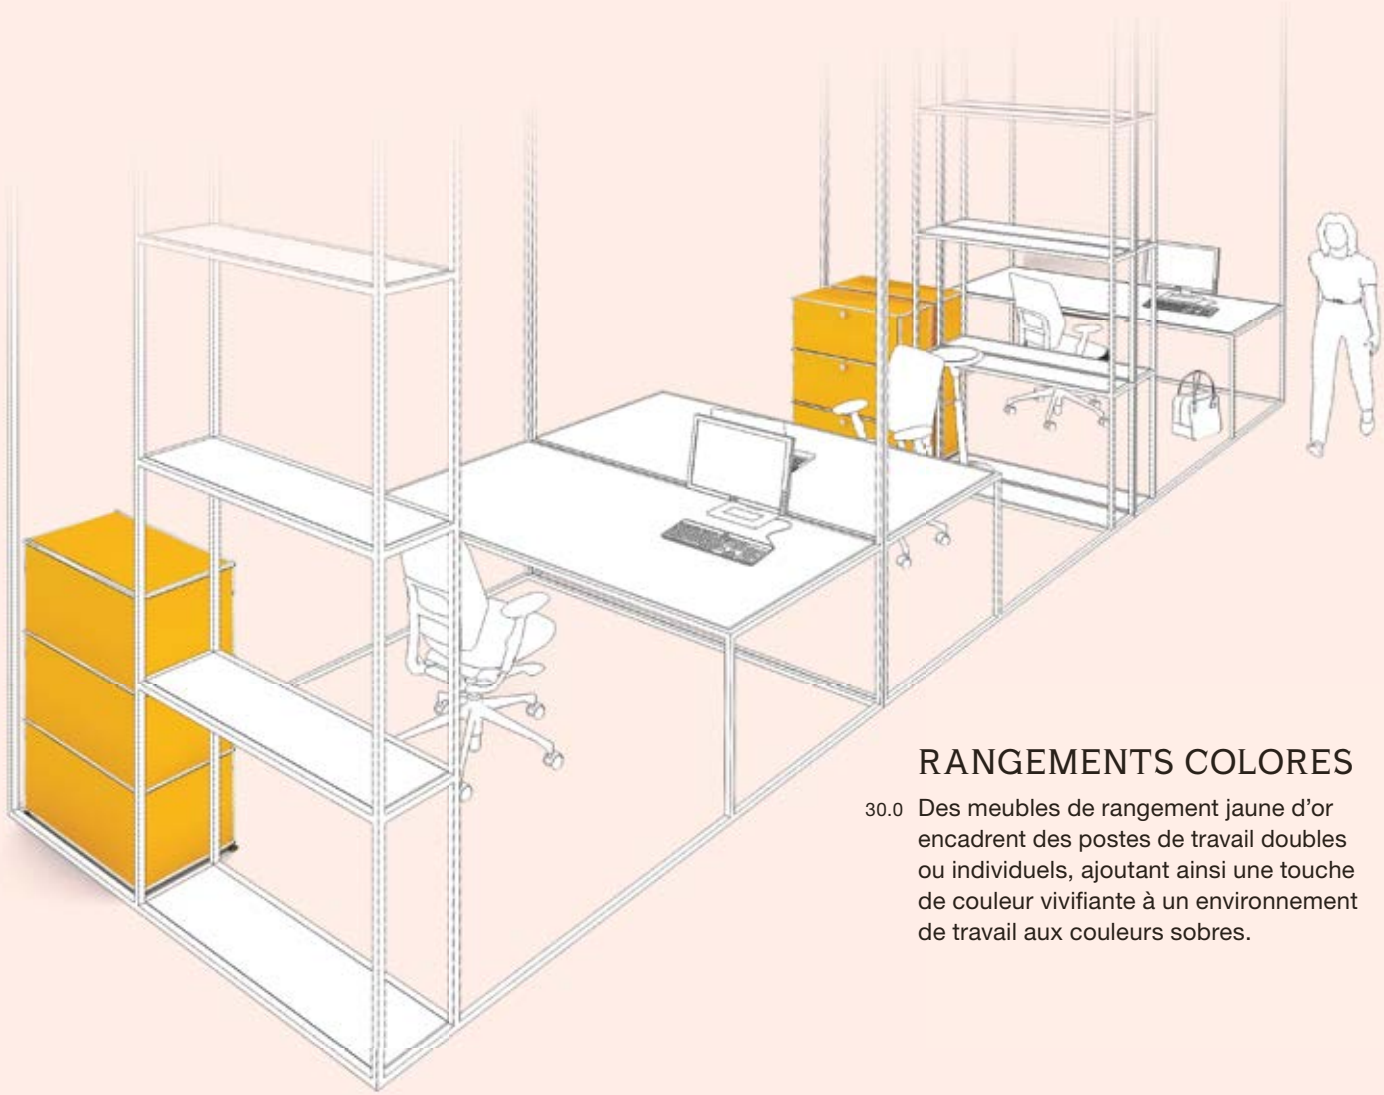 RANGEMENTS COLORES
30.0 Des meubles de rangement jaune d’or
encadrent des postes de travail doubles
ou individuels, ajoutant ainsi une touche
de couleur vivifiante à un environnement
de travail aux couleurs sobres.